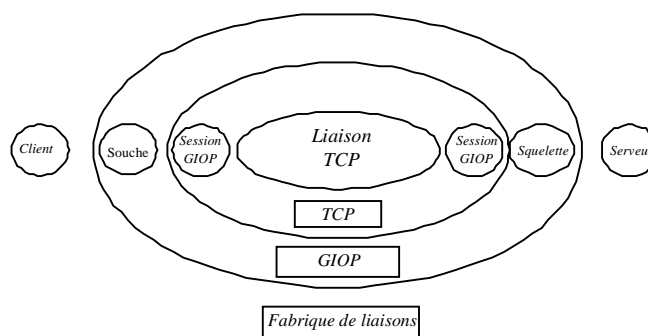 Client
Souche
Session
GIOP
Liaison
TCP
Session
GIOP
Squelette
Serveu
TCP
GIOP
Fabrique de liaisons